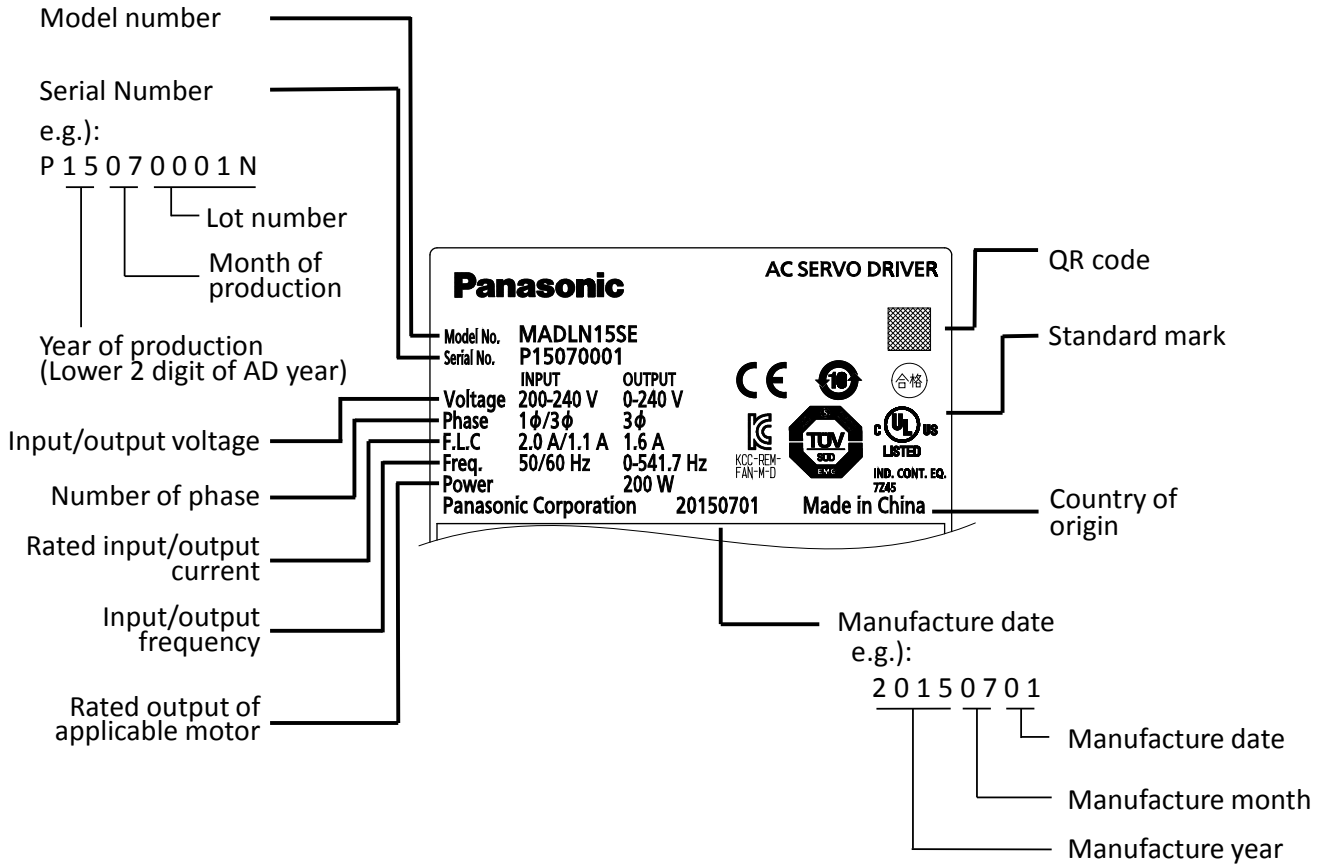 Model number
Serial Number
e.g.):
P 1 5 0 7 0 0 0 1 N
Lot number
Month of
production
Year of production
(Lower 2 digit of AD year)
Input/output voltage
Number of phase
Rated input/output
current
Input/output
frequency
Rated output of
applicable motor
Panasonic
AC SERVO DRIVER
Model No. MADLN15SE
Serial No. P15070001
INPUT OUTPUT
Voltage 200-240 V 0-240 V
Phase 1ϕ/3ϕ 3ϕ
F.L.C 2.0 A/1.1 A 1.6 A
Freq. 50/60 Hz 0-541.7 Hz
Power 200 W
Panasonic Corporation 20150701 Made in China
CE
10
合格
KCC-REM-
FAN-M-D
TÜV
SÜD
EMC
C UL US
LISTED
IND. CONT. EQ.
7Z45
QR code
Standard mark
Country of
origin
Manufacture date
e.g.):
2 0 1 5 0 7 0 1
Manufacture date
Manufacture month
Manufacture year